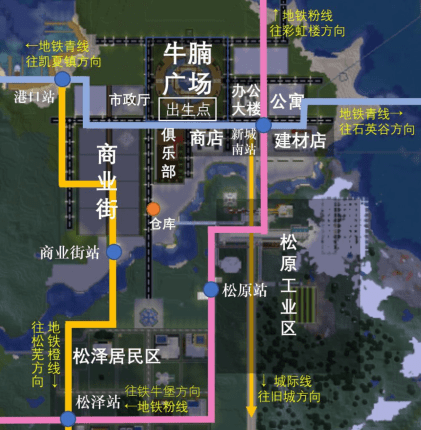 ↑地铁粉线
往彩虹楼方向
←地铁青线
往凯夏镇方向
牛腩
广场
出生点
港口站
市政厅
办公
大楼
公寓
地铁青线→
往石英谷方向
俱乐部
商店
新城
南站
建材店
商业街
仓库
商业街站
松原工业区
松原站
地铁橙线↓
往松芜方向
松泽居民区
往铁牛堡方向
←地铁粉线
松泽站
↓ 城际线
往旧城方向